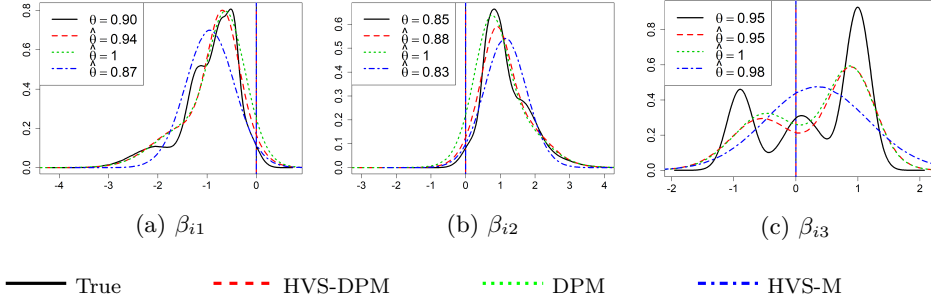 0.8
0.6
0.4
0.2
0.0
θ = 0.90
θ̂ = 0.94
θ̂ = 1
θ̂ = 0.87
-4 -3 -2 -1 0
(a) βi1
0.6
0.5
0.4
0.3
0.2
0.1
0.0
θ = 0.85
θ̂ = 0.88
θ̂ = 1
θ̂ = 0.83
-3 -2 -1 0 1 2 3 4
(b) βi2
0.8
0.6
0.4
0.2
0.0
θ = 0.95
θ̂ = 0.95
θ̂ = 1
θ̂ = 0.98
-2 -1 0 1 2
(c) βi3
True HVS-DPM DPM HVS-M